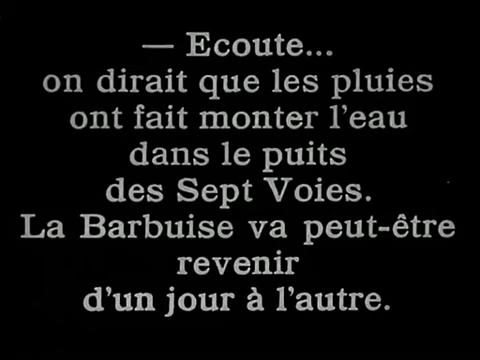 — Ecoute...
on dirait que les pluies
ont fait monter l'eau
dans le puits
des Sept Voies.
La Barbuise va peut-être
revenir
d'un jour à l'autre.